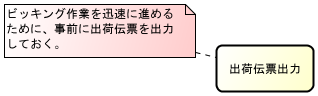 ピッキング作業を迅速に進める
ために、事前に出荷伝票を出力
しておく。
出荷伝票出力